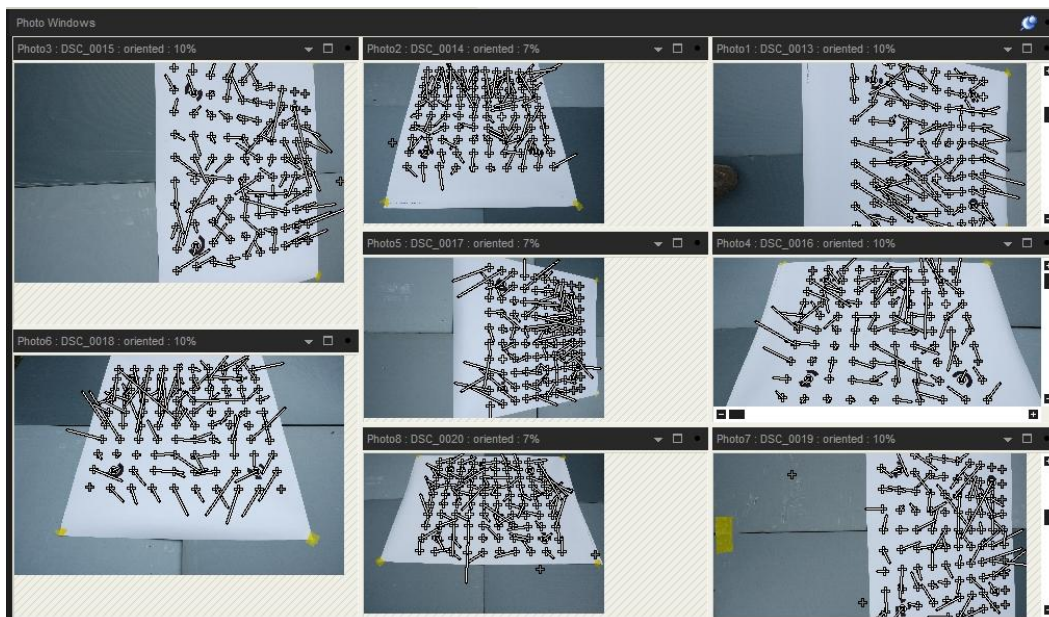 Photo Windows
Photo3 : DSC_0015 : oriented : 10%
Photo2 : DSC_0014 : oriented : 7%
Photo1 : DSC_0013 : oriented : 10%
Photo5 : DSC_0017 : oriented : 7%
Photo4 : DSC_0016 : oriented : 10%
Photo6 : DSC_0018 : oriented : 10%
Photo8 : DSC_0020 : oriented : 7%
Photo7 : DSC_0019 : oriented : 10%